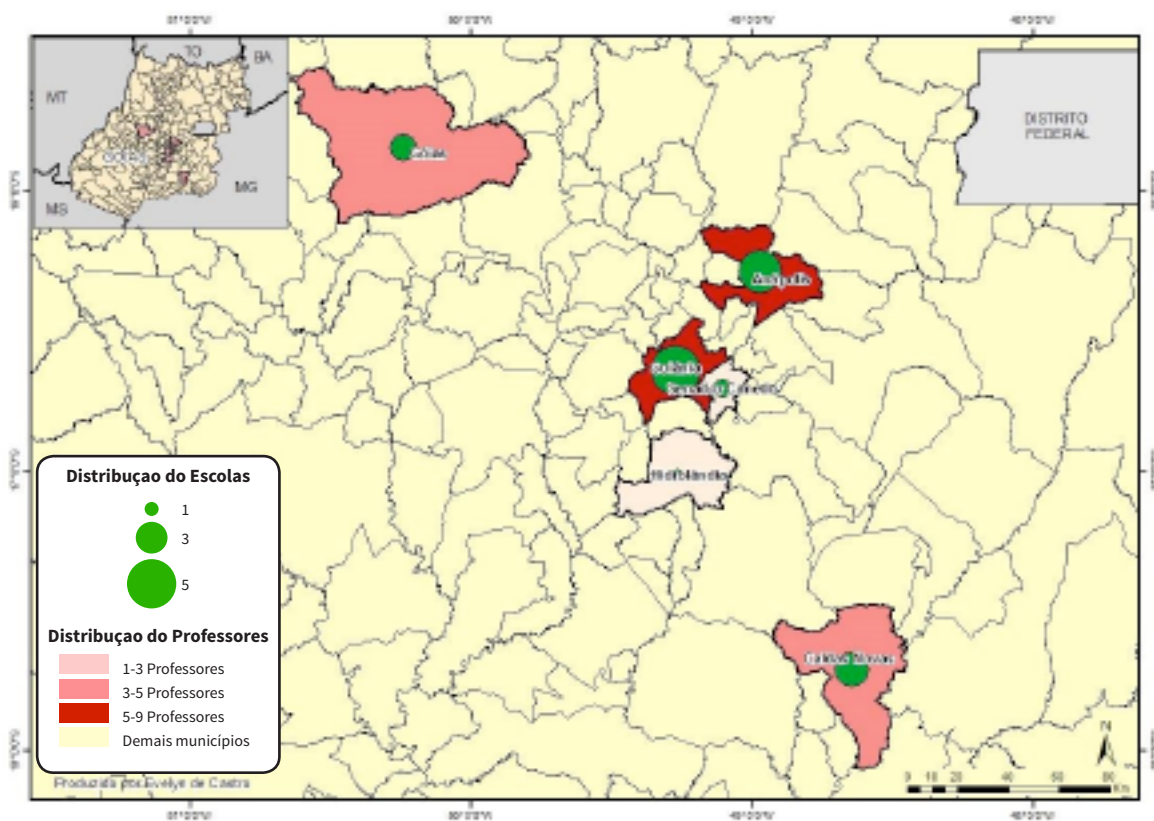 TO
BA
MT
GOIÁS
MG
MS
DISTRITO
FEDERAL
Goiás
Anápolis
Goiânia
Senador Canedo
Hidrolândia
Caldas Novas
Distribuçao do Escolas
1
3
5
Distribuçao do Professores
1-3 Professores
3-5 Professores
5-9 Professores
Demais municípios
N
0 10 20 40 60 80
Km
Produzido por Evelyn de Castro